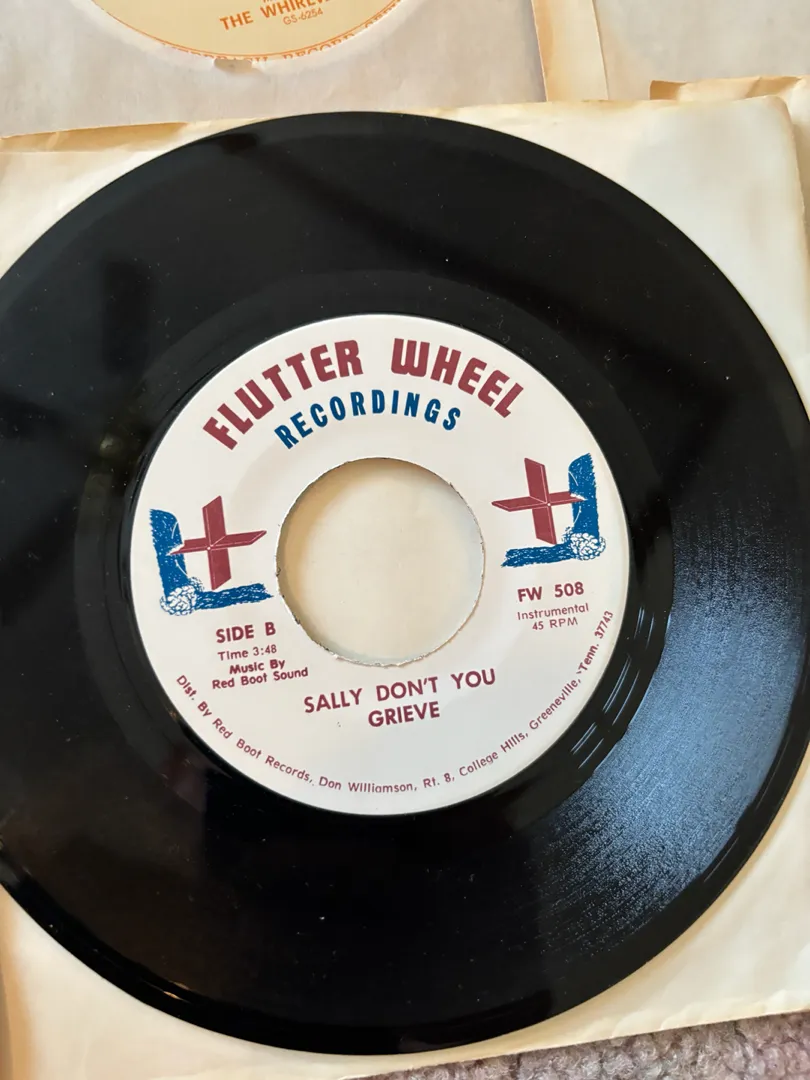 THE
GS-6254
FLUTTER WHEEL
RECORDINGS
SIDE B
Time 3:48
Music By
Red Boot Sound
FW 508
Instrumental
45 RPM
SALLY DON'T YOU
GRIEVE
Dist. By Red Boot Records, Don Williamson, Rt. 8, College Hills, Greeneville, Tenn. 37743